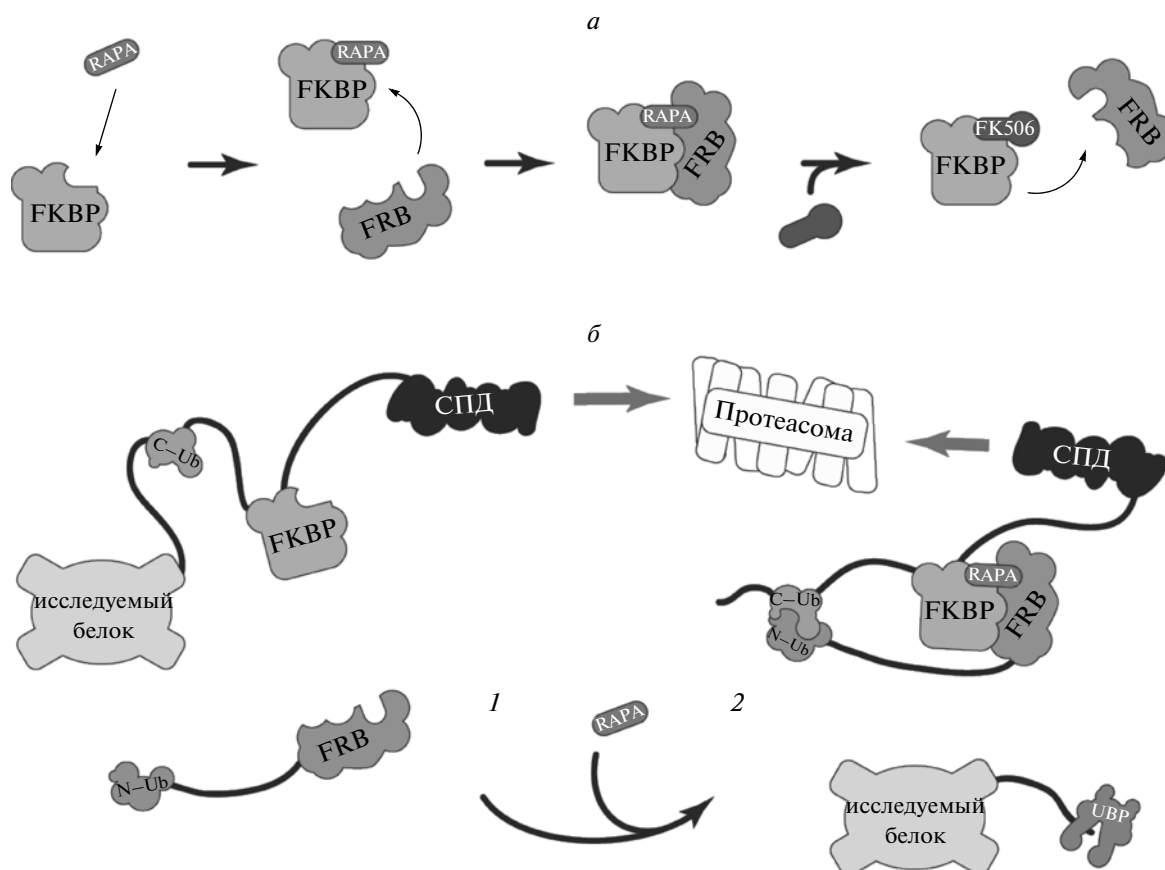 а
RAPA
FKBP
RAPA
FKBP
FRB
RAPA
FKBP
FRB
FK506
FKBP
FRB
б
СПД
C–Ub
FKBP
исследуемый
белок
Протеасома
СПД
RAPA
FKBP
FRB
C–Ub
N–Ub
1
2
N–Ub
FRB
RAPA
исследуемый
белок
UBP